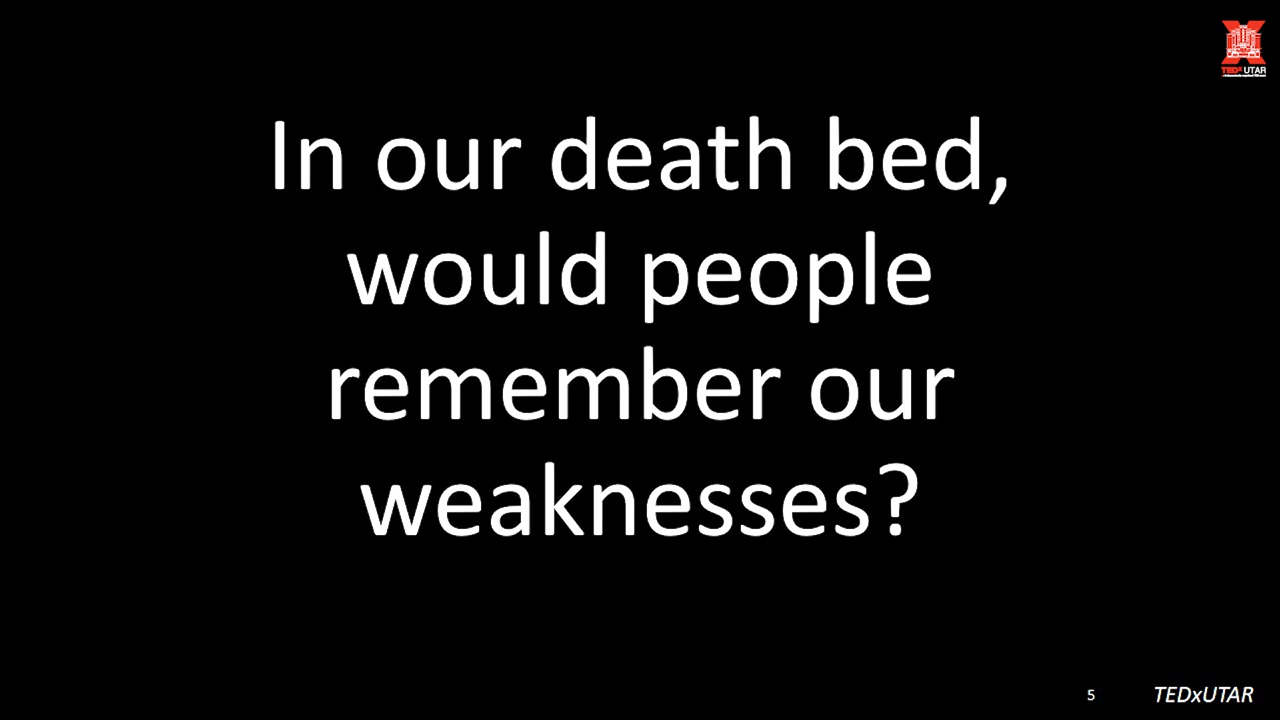 TEDx UTAR
In our death bed,
would people
remember our
weaknesses?
5
TEDxUTAR